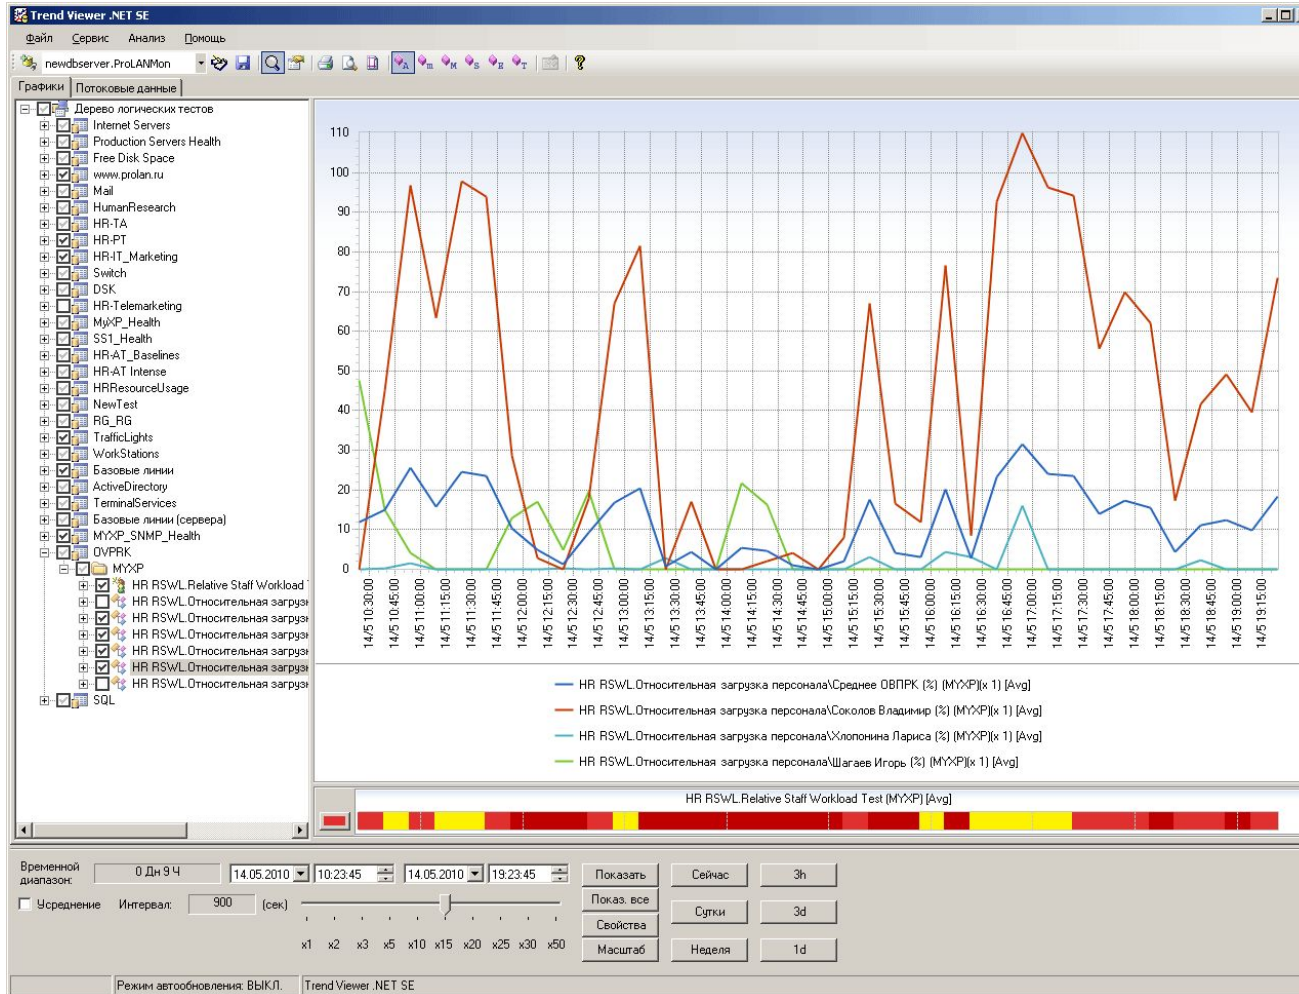 Trend Viewer .NET SE
Файл Сервис Анализ Помощь
newdbserver.ProLANMon
Графики Потоковые данные
Дерево логических тестов
Internet Servers
Production Servers Health
Free Disk Space
www.prolan.ru
Mail
HumanResearch
HR-TA
HR-PT
HR-IT_Marketing
Switch
DSK
HR-Telemarketing
MyXP_Health
SS1_Health
HR-AT_Baselines
HR-AT Intense
HRResourceUsage
NewTest
RG_RG
TrafficLights
WorkStations
Базовые линии
ActiveDirectory
TerminalServices
Базовые линии (сервера)
MYXP_SNMP_Health
OVPRK
MYXP
HR RSWL.Relative Staff Workload
HR RSWL.Относительная загрузк
HR RSWL.Относительная загрузк
HR RSWL.Относительная загрузк
HR RSWL.Относительная загрузк
HR RSWL.Относительная загрузк
HR RSWL.Относительная загрузк
SQL
110
100
90
80
70
60
50
40
30
20
10
0
14/5 10:30:00
14/5 10:45:00
14/5 11:00:00
14/5 11:15:00
14/5 11:30:00
14/5 11:45:00
14/5 12:00:00
14/5 12:15:00
14/5 12:30:00
14/5 12:45:00
14/5 13:00:00
14/5 13:15:00
14/5 13:30:00
14/5 13:45:00
14/5 14:00:00
14/5 14:15:00
14/5 14:30:00
14/5 14:45:00
14/5 15:00:00
14/5 15:15:00
14/5 15:30:00
14/5 15:45:00
14/5 16:00:00
14/5 16:15:00
14/5 16:30:00
14/5 16:45:00
14/5 17:00:00
14/5 17:15:00
14/5 17:30:00
14/5 17:45:00
14/5 18:00:00
14/5 18:15:00
14/5 18:30:00
14/5 18:45:00
14/5 19:00:00
14/5 19:15:00
HR RSWL.Относительная загрузка персонала\Среднее ОВПРК (%) (MYXP)(x 1) [Avg]
HR RSWL.Относительная загрузка персонала\Соколов Владимир (%) (MYXP)(x 1) [Avg]
HR RSWL.Относительная загрузка персонала\Хлопонина Лариса (%) (MYXP)(x 1) [Avg]
HR RSWL.Относительная загрузка персонала\Шагаев Игорь (%) (MYXP)(x 1) [Avg]
HR RSWL.Relative Staff Workload Test (MYXP) [Avg]
Временной диапазон: 0 Дн 9 Ч 14.05.2010 10:23:45 14.05.2010 19:23:45 Показать Сейчас 3h
Усреднение Интервал: 900 (сек) Показ. все Сутки 3d
Свойства
x1 x2 x3 x5 x10 x15 x20 x25 x30 x50 Масштаб Неделя 1d
Режим автообновления: ВЫКЛ. Trend Viewer .NET SE